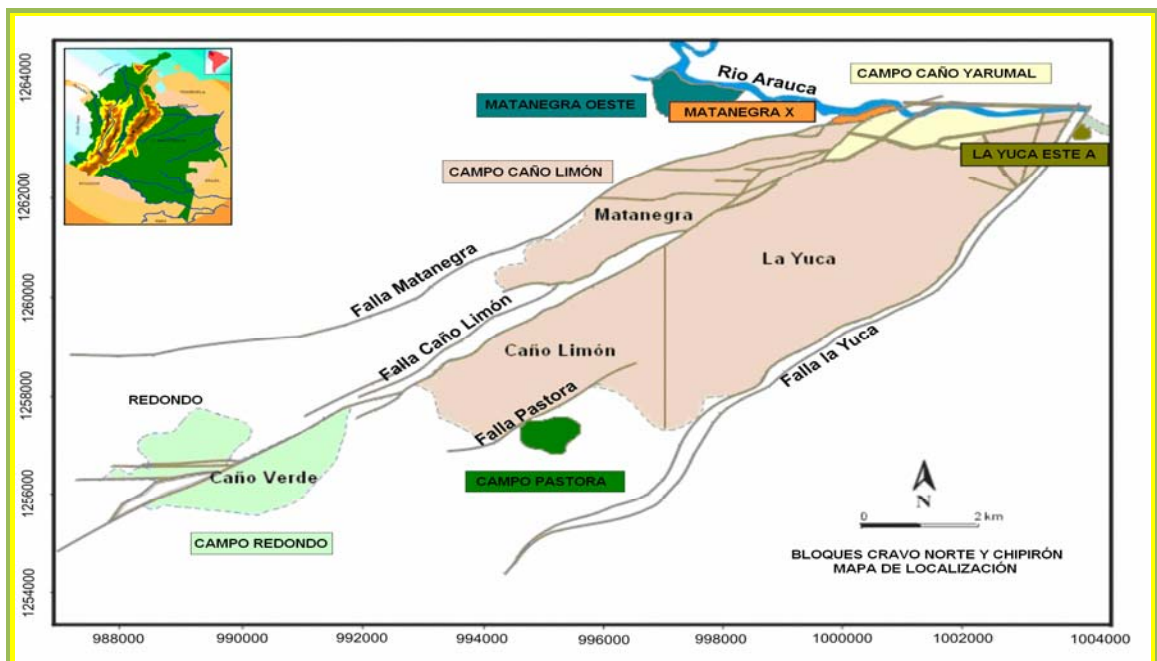 1264000
1262000
1260000
1258000
1256000
1254000
Rio Arauca
CAMPO CAÑO YARUMAL
MATANEGRA OESTE
MATANEGRA X
LA YUCA ESTE A
CAMPO CAÑO LIMÓN
Matanegra
La Yuca
Falla Matanegra
Falla Caño Limón
Caño Limón
Falla la Yuca
REDONDO
Falla Pastora
Caño Verde
CAMPO PASTORA
CAMPO REDONDO
N
0 2 km
BLOQUES CRAVO NORTE Y CHIPIRÓN
MAPA DE LOCALIZACIÓN
988000 990000 992000 994000 996000 998000 1000000 1002000 1004000